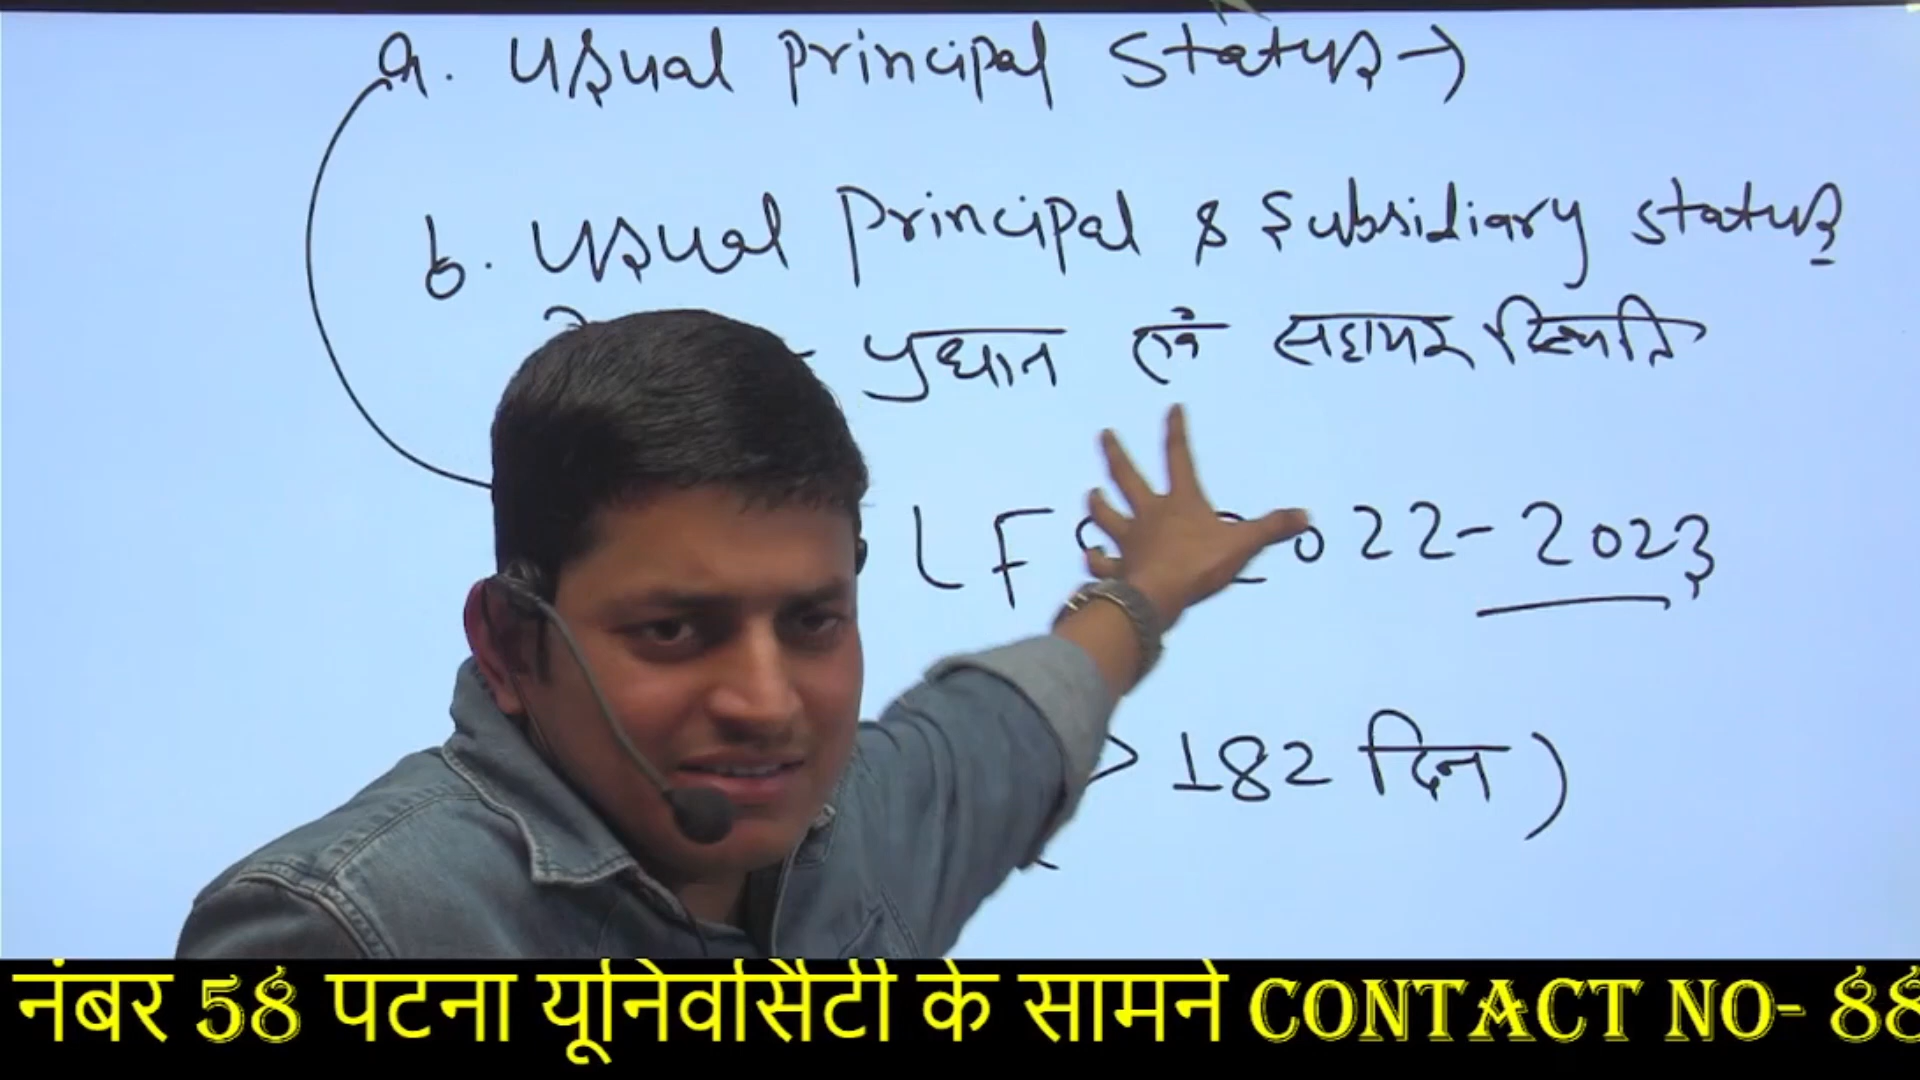 a. Usual principal status →
b. Usual principal & Subsidiary status
प्रधान एवं सहायक स्थिति
LF 2022-2023
> 182 दिन )
नंबर 58 पटना यूनिवर्सिटी के सामने CONTACT NO- 88